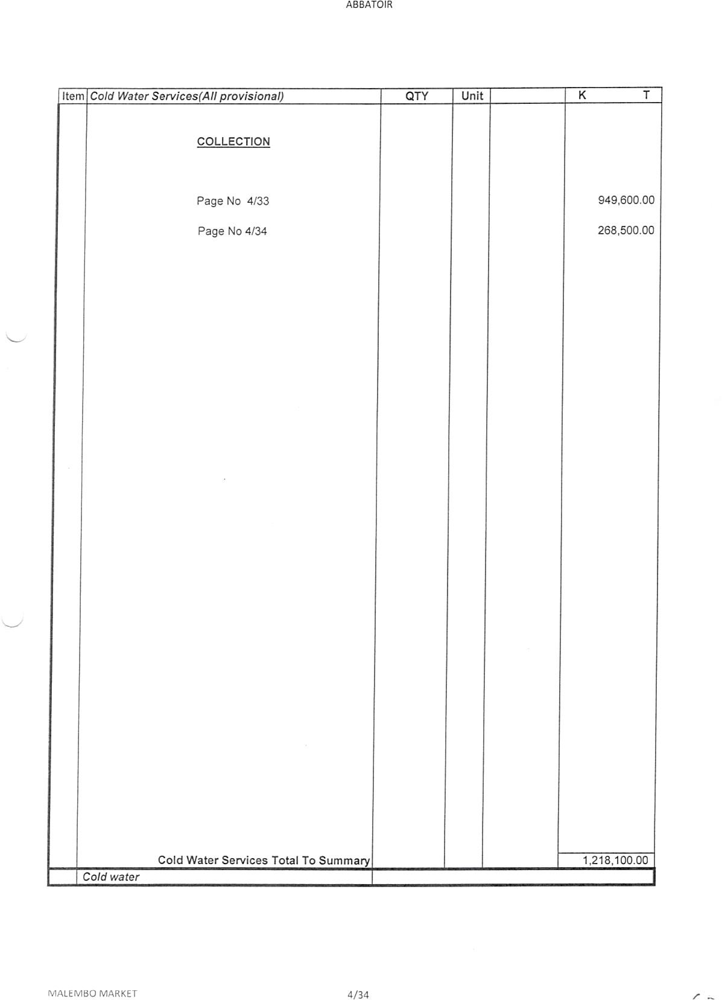 ABBATOIR
Item Cold Water Services(All provisional) QTY Unit K T
COLLECTION
Page No 4/33 949,600.00
Page No 4/34 268,500.00
Cold Water Services Total To Summary 1,218,100.00
Cold water
MALEMBO MARKET 4/34